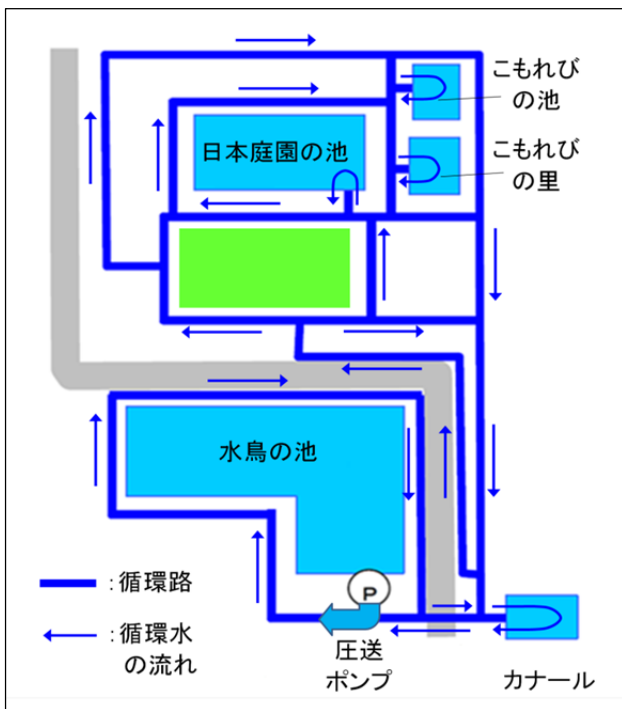 こもれび
の池
日本庭園の池
こもれび
の里
水鳥の池
P
:循環路
:循環水
の流れ
圧送
ポンプ
カナール